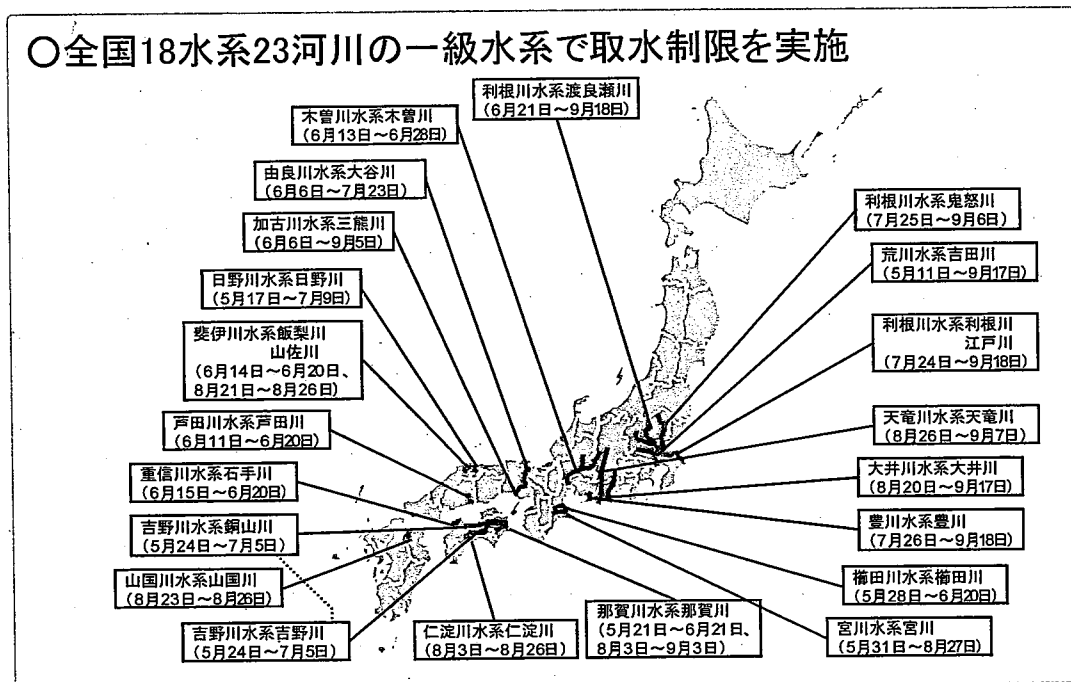 〇全国18水系23河川の一級水系で取水制限を実施
利根川水系渡良瀬川
(6月21日～9月18日)
木曽川水系木曽川
(6月13日～6月28日)
由良川水系大谷川
(6月6日～7月23日)
加古川水系三熊川
(6月6日～9月5日)
日野川水系日野川
(5月17日～7月9日)
斐伊川水系飯梨川
山佐川
(6月14日～6月20日、
8月21日～8月26日)
芦田川水系芦田川
(6月11日～6月20日)
重信川水系石手川
(6月15日～6月20日)
吉野川水系銅山川
(5月24日～7月5日)
山国川水系山国川
(8月23日～8月26日)
吉野川水系吉野川
(5月24日～7月5日)
仁淀川水系仁淀川
(8月3日～8月26日)
那賀川水系那賀川
(5月21日～6月21日、
8月3日～9月3日)
利根川水系鬼怒川
(7月25日～9月6日)
荒川水系吉田川
(5月11日～9月17日)
利根川水系利根川
江戸川
(7月24日～9月18日)
天竜川水系天竜川
(8月26日～9月7日)
大井川水系大井川
(8月20日～9月17日)
豊川水系豊川
(7月26日～9月18日)
櫛田川水系櫛田川
(5月28日～6月20日)
宮川水系宮川
(5月31日～8月27日)